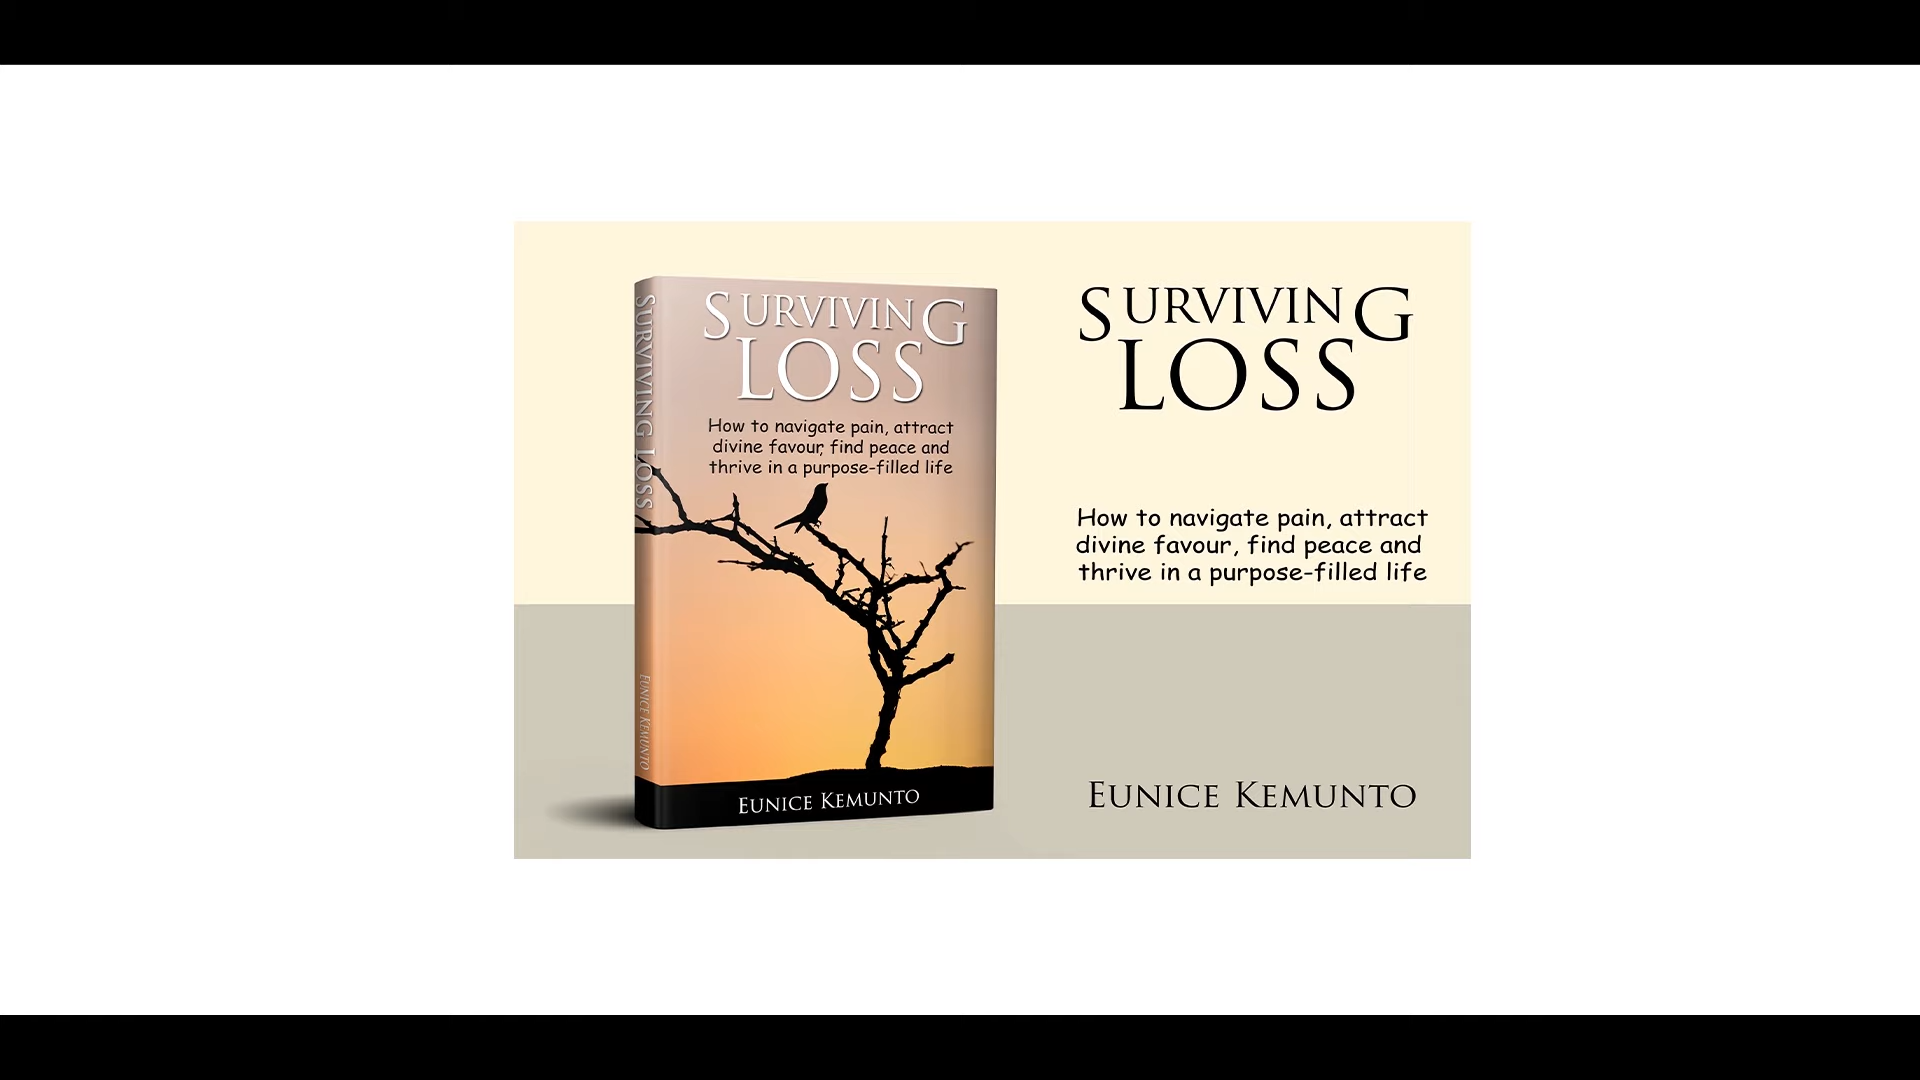 SURVIVING
LOSS
How to navigate pain, attract
divine favour, find peace and
thrive in a purpose-filled life
EUNICE KEMUNTO
SURVIVING LOSS
EUNICE KEMUNTO
SURVIVING
LOSS
How to navigate pain, attract
divine favour, find peace and
thrive in a purpose-filled life
EUNICE KEMUNTO